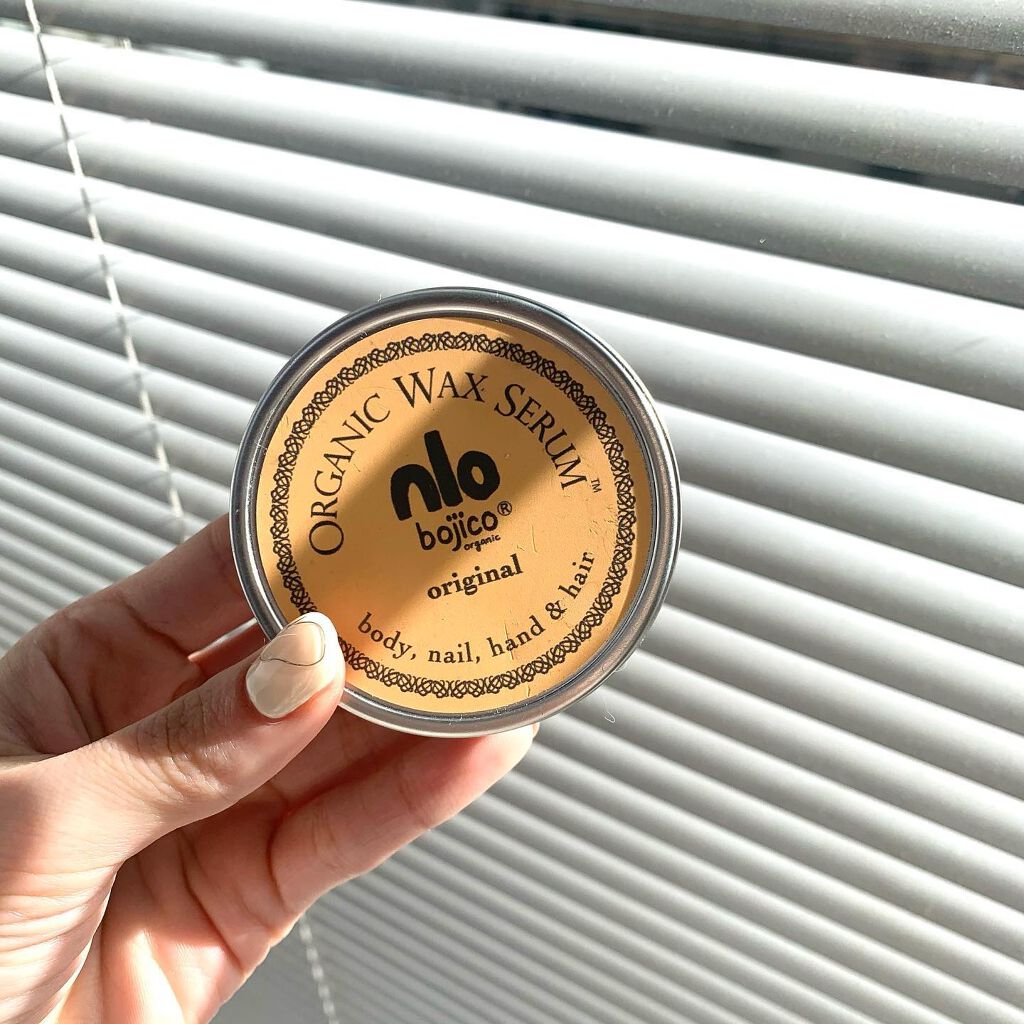 ORGANIC WAX SERUM™
nlo
bojico®
organic
original
body, nail, hand & hair